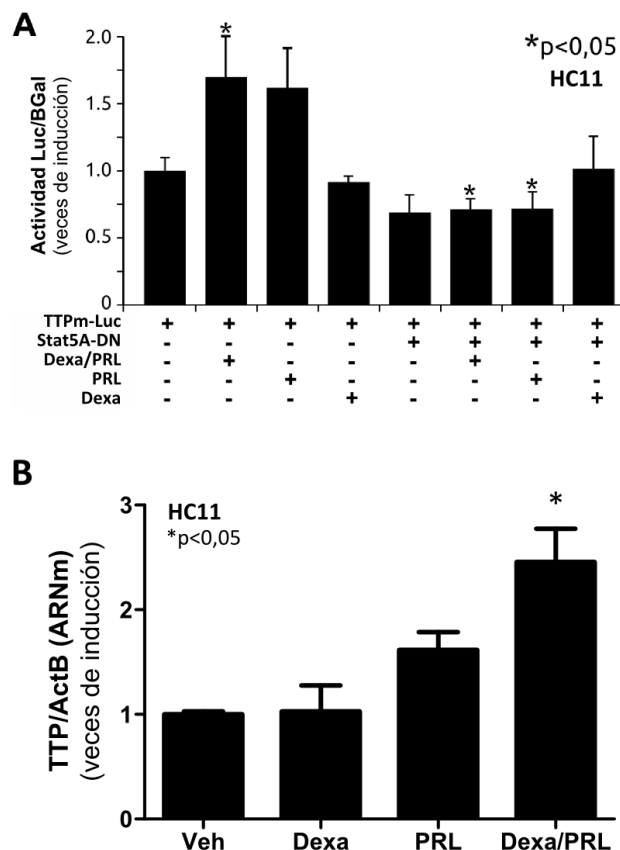 A
Actividad Luc/BGal
(veces de inducción)
2.0
1.5
1.0
0.5
0
*
*
*
*p<0,05
HC11
TTPm-Luc + + + + + + + +
Stat5A-DN - - - - + + + +
Dexa/PRL - + - - - + - -
PRL - - + - - - + -
Dexa - - - + - - - +
B
TTP/ActB (ARNm)
(veces de inducción)
3
2
1
0
HC11
*p<0,05
*
Veh Dexa PRL Dexa/PRL